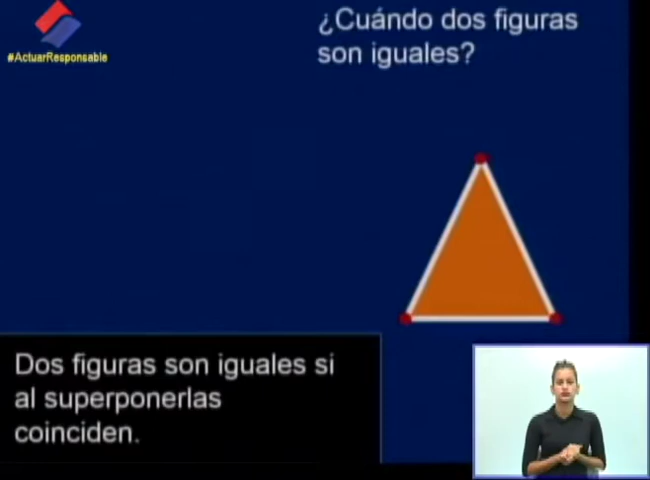 #ActuarResponsable
¿Cuándo dos figuras
son iguales?
Dos figuras son iguales si
al superponerlas
coinciden.